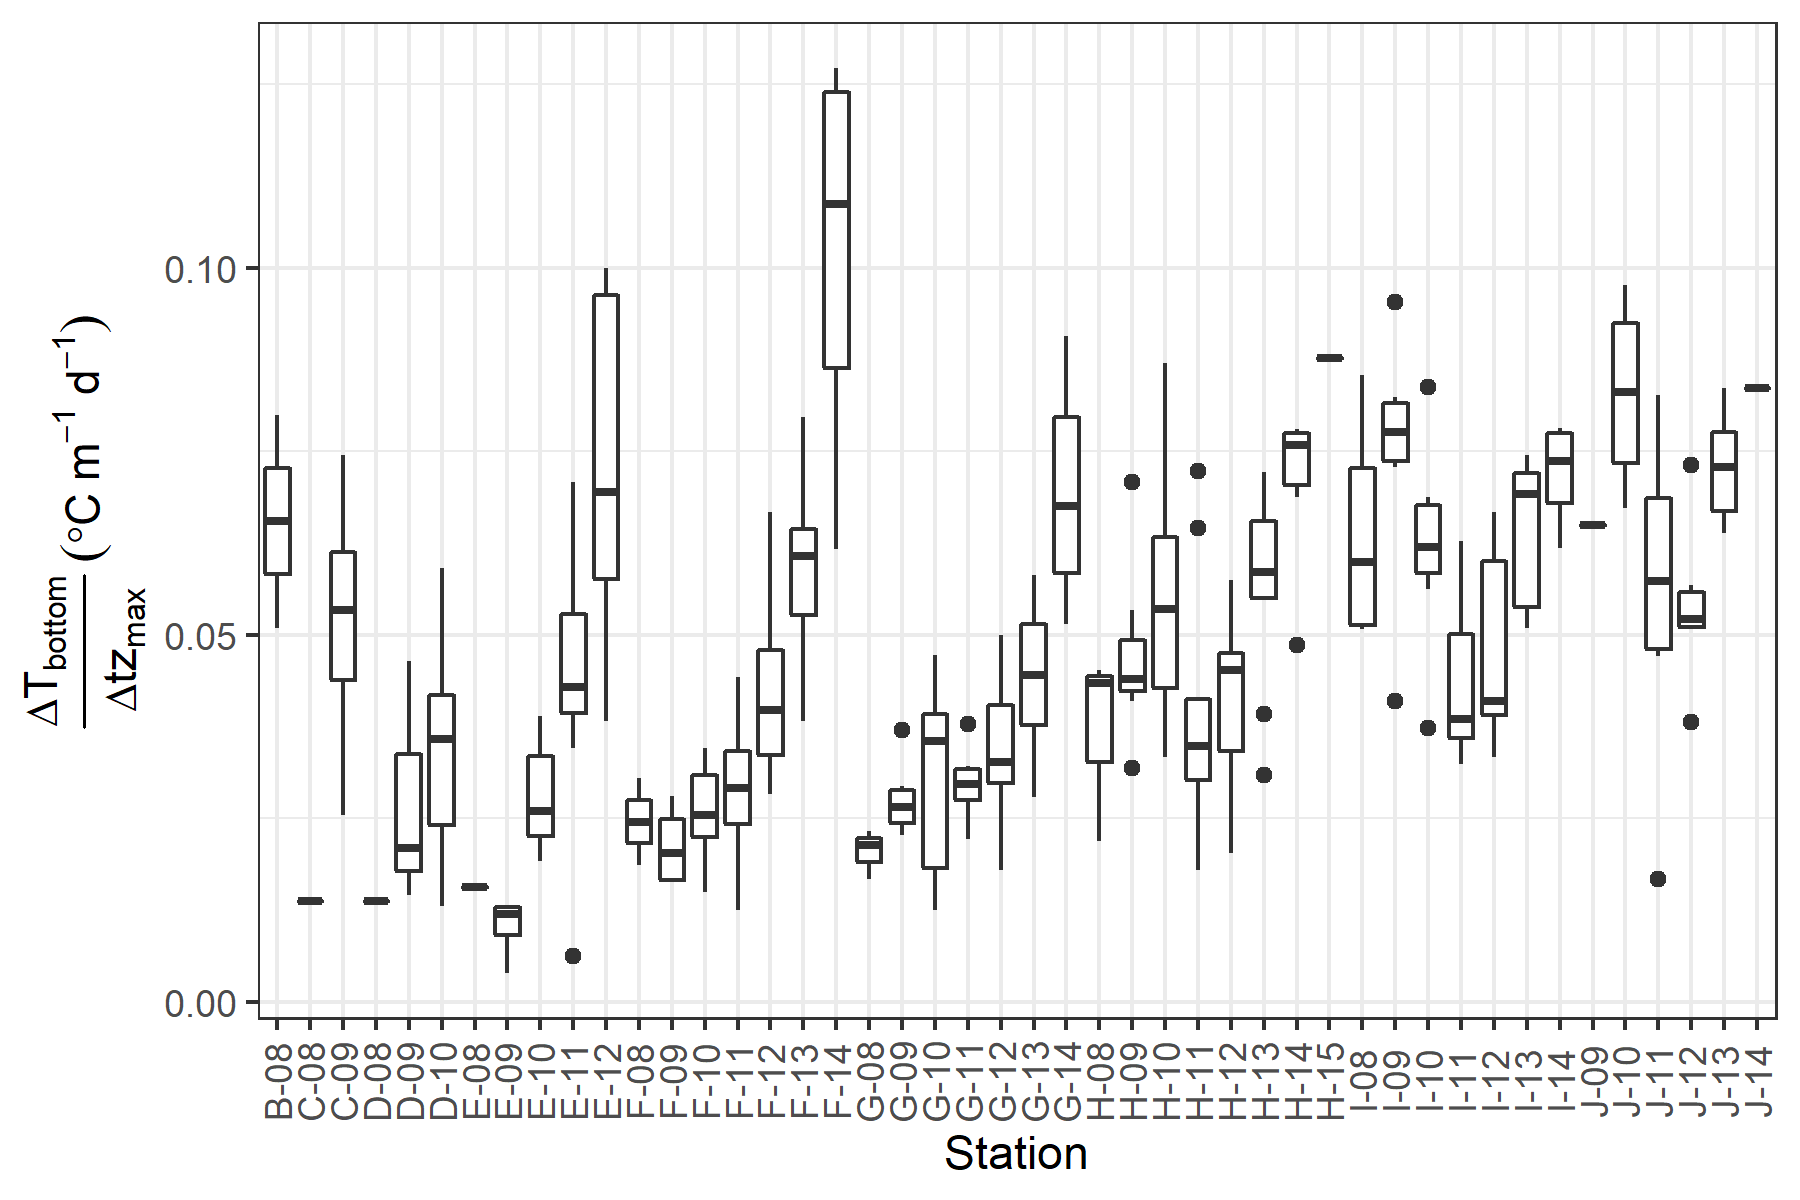 ΔT_bottom / Δtz_max (°C m⁻¹ d⁻¹)
0.10
0.05
0.00
B-08 C-08 C-09 D-08 D-09 D-10 E-08 E-09 E-10 E-11 E-12 F-08 F-09 F-10 F-11 F-12 F-13 F-14 G-08 G-09 G-10 G-11 G-12 G-13 G-14 H-08 H-09 H-10 H-11 H-12 H-13 H-14 H-15 I-08 I-09 I-10 I-11 I-12 I-13 I-14 J-09 J-10 J-11 J-12 J-13 J-14
Station